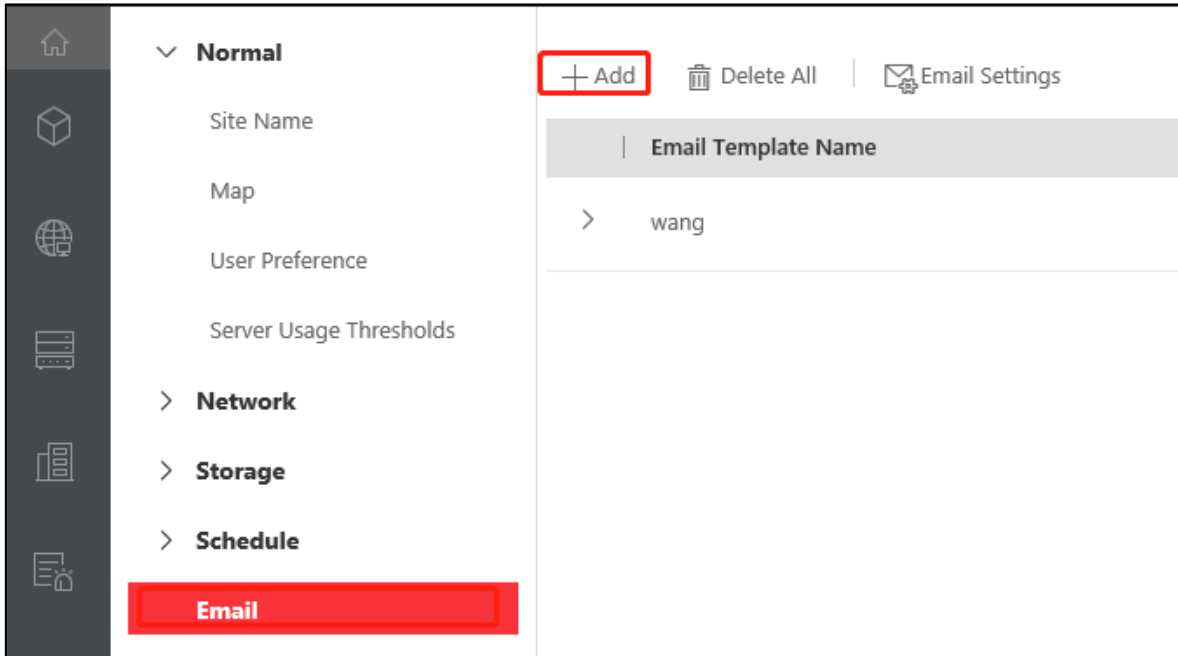 Normal
Site Name
Map
User Preference
Server Usage Thresholds
Network
Storage
Schedule
Email
Add
Delete All
Email Settings
Email Template Name
wang